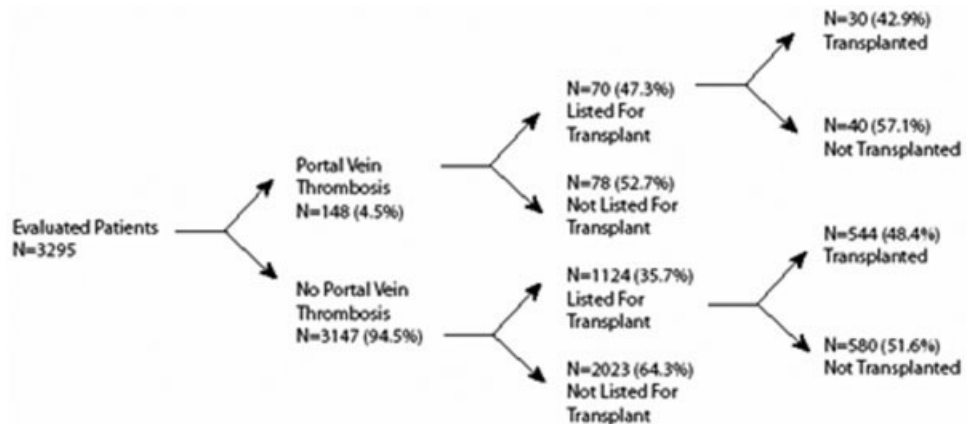 Evaluated Patients
N=3295
Portal Vein
Thrombosis
N=148 (4.5%)
No Portal Vein
Thrombosis
N=3147 (94.5%)
N=70 (47.3%)
Listed For
Transplant
N=78 (52.7%)
Not Listed For
Transplant
N=1124 (35.7%)
Listed For
Transplant
N=2023 (64.3%)
Not Listed For
Transplant
N=30 (42.9%)
Transplanted
N=40 (57.1%)
Not Transplanted
N=544 (48.4%)
Transplanted
N=580 (51.6%)
Not Transplanted